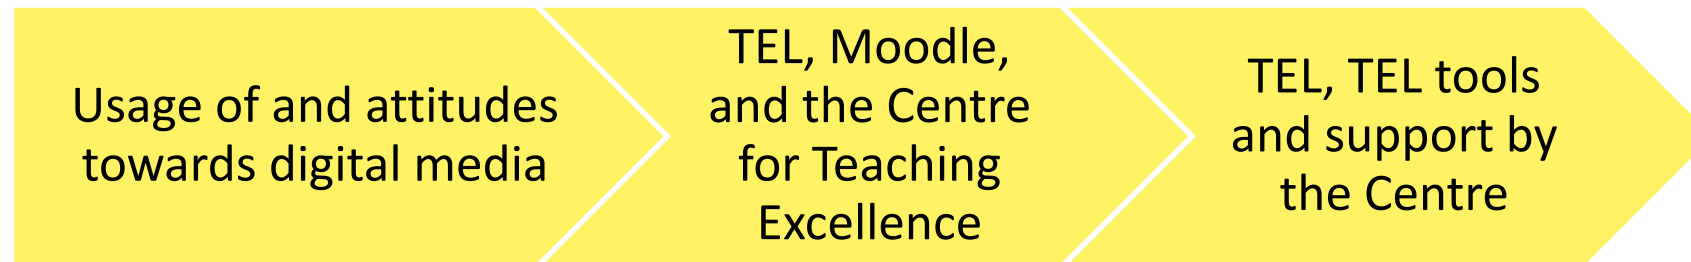 Usage of and attitudes
towards digital media
TEL, Moodle,
and the Centre
for Teaching
Excellence
TEL, TEL tools
and support by
the Centre